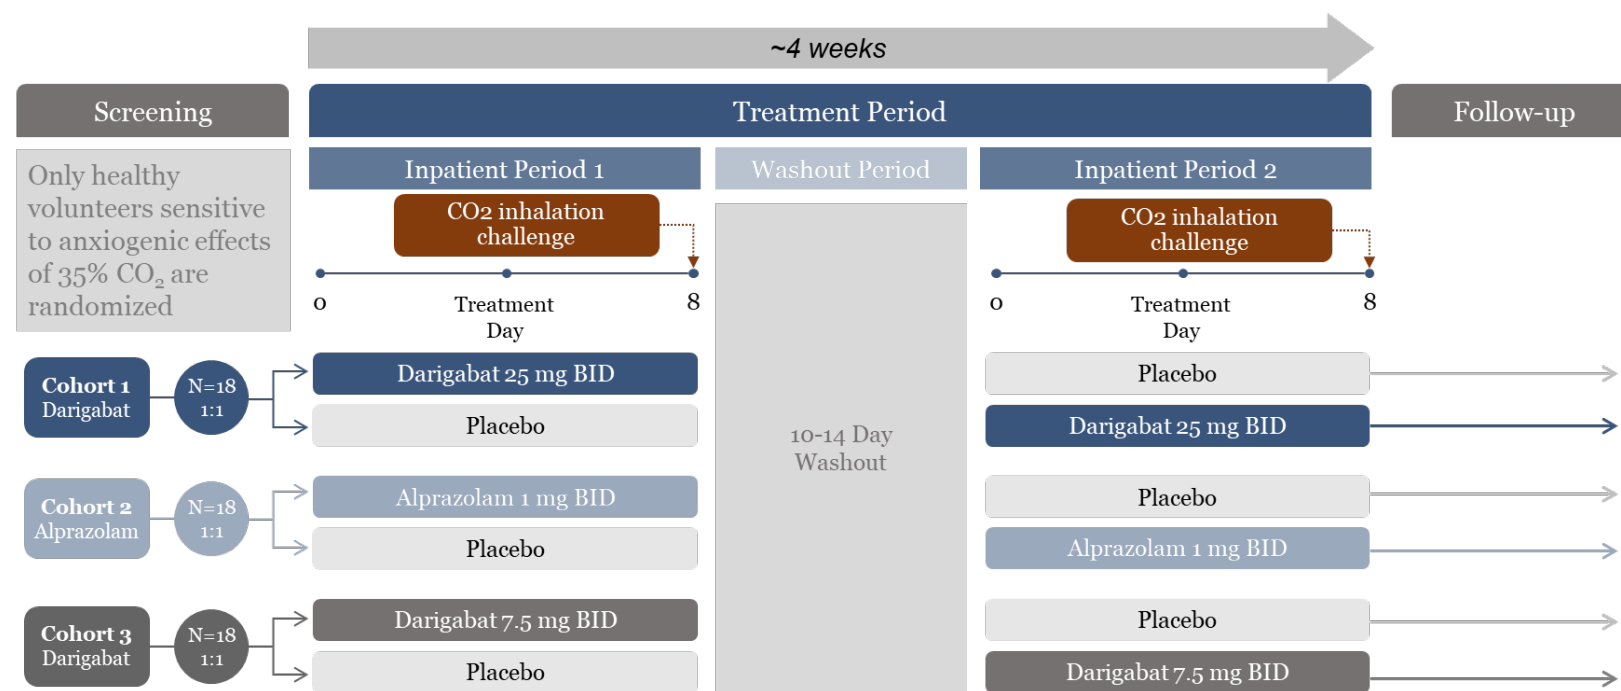 ~4 weeks
Screening
Treatment Period
Follow-up
Only healthy
volunteers sensitive
to anxiogenic effects
of 35% CO₂ are
randomized
Inpatient Period 1
Washout Period
Inpatient Period 2
CO2 inhalation
challenge
CO2 inhalation
challenge
0
Treatment
Day
8
0
Treatment
Day
8
10-14 Day
Washout
Cohort 1
Darigabat
N=18
1:1
Darigabat 25 mg BID
Placebo
Placebo
Darigabat 25 mg BID
Cohort 2
Alprazolam
N=18
1:1
Alprazolam 1 mg BID
Placebo
Placebo
Alprazolam 1 mg BID
Cohort 3
Darigabat
N=18
1:1
Darigabat 7.5 mg BID
Placebo
Placebo
Darigabat 7.5 mg BID